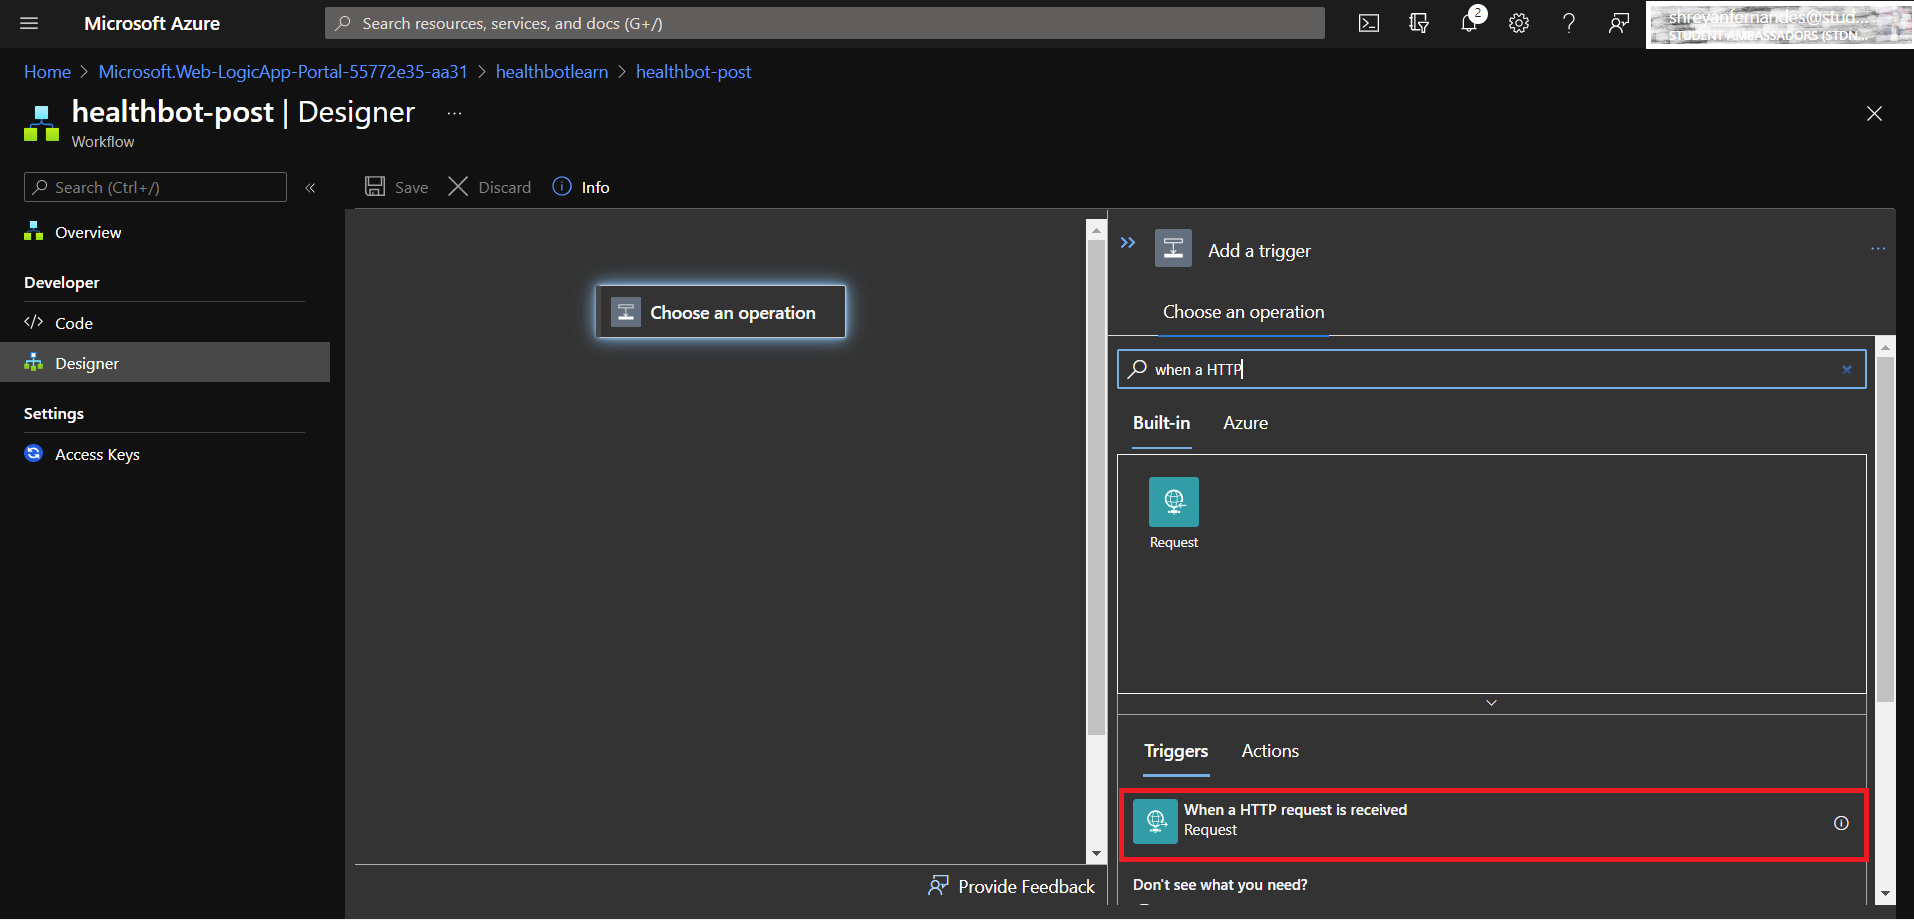 Microsoft Azure
Search resources, services, and docs (G+/)
2
shrevanfernandes@stud...
STUDENT AMBASSADORS (STDN...
Home > Microsoft.Web-LogicApp-Portal-55772e35-aa31 > healthbotlearn > healthbot-post
healthbot-post | Designer ...
Workflow
Search (Ctrl+/)
«
Save
Discard
Info
Overview
Developer
Code
Designer
Settings
Access Keys
Choose an operation
Add a trigger
...
Choose an operation
when a HTTP
Built-in
Azure
Request
Triggers
Actions
When a HTTP request is received
Request
Don't see what you need?
Provide Feedback